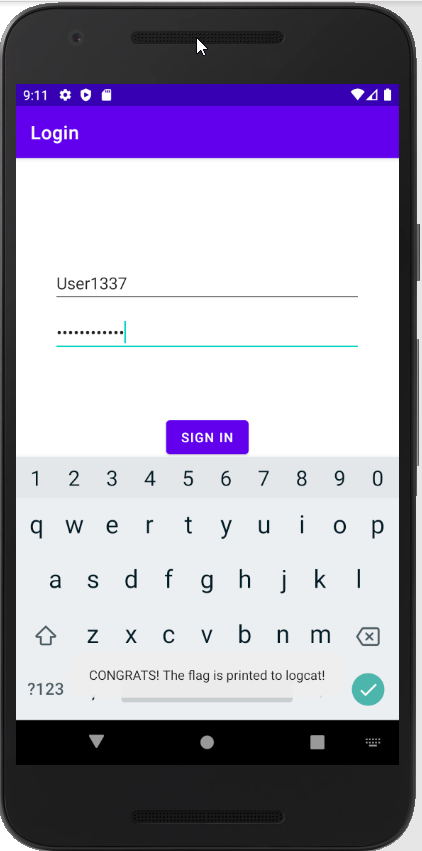 9:11
Login
User1337
••••••••••••
SIGN IN
1 2 3 4 5 6 7 8 9 0
q w e r t y u i o p
a s d f g h j k l
z x c v b n m
CONGRATS! The flag is printed to logcat!
?123 ,